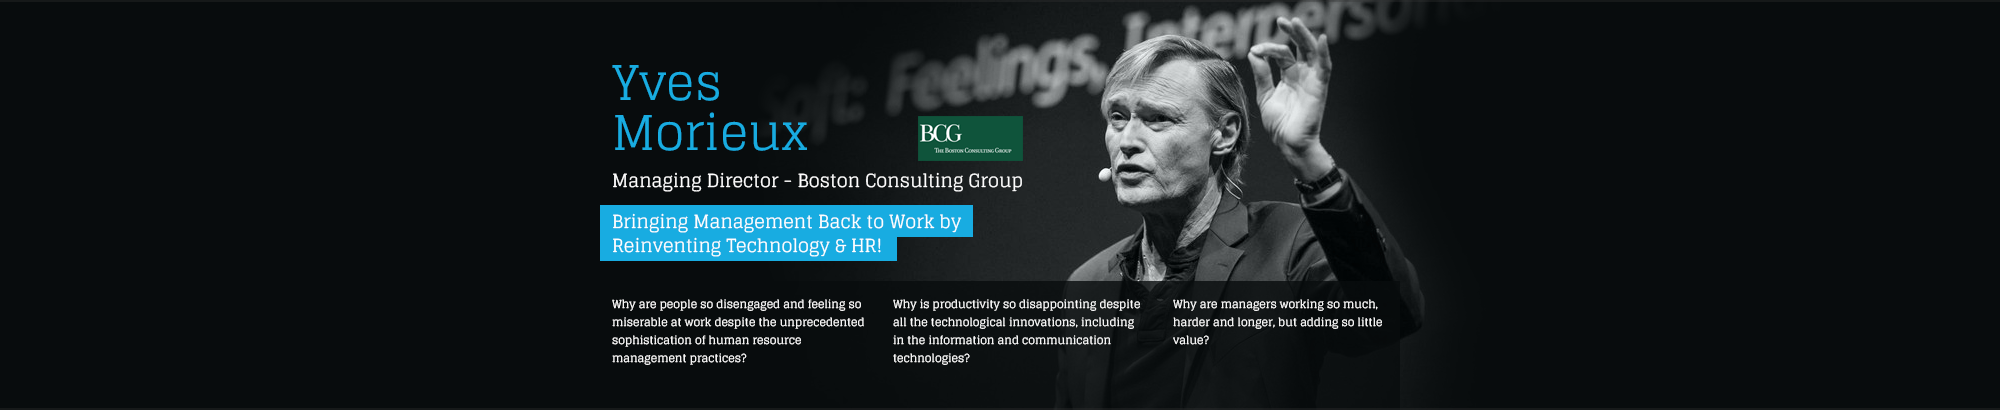 Soft: Feelings, Interperson
Yves
Morieux
BCG
THE BOSTON CONSULTING GROUP
Managing Director - Boston Consulting Group
Bringing Management Back to Work by
Reinventing Technology & HR!
Why are people so disengaged and feeling so
miserable at work despite the unprecedented
sophistication of human resource
management practices?
Why is productivity so disappointing despite
all the technological innovations, including
in the information and communication
technologies?
Why are managers working so much,
harder and longer, but adding so little
value?